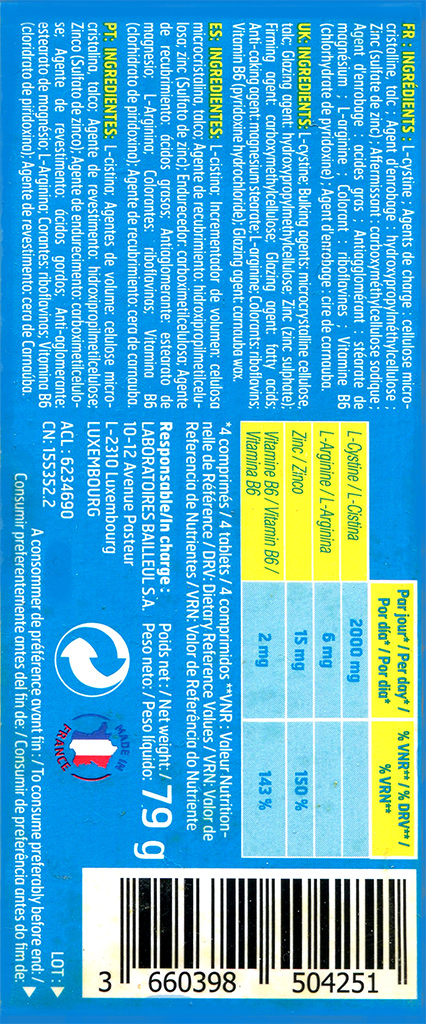 FR : INGRÉDIENTS : L-cystine ; Agents de charge : cellulose micro-
cristalline, talc ; Agent d'enrobage : hydroxypropylméthylcellulose ;
Zinc (sulfate de zinc) ; Affermissant : carboxyméthylcellulose sodique ;
Agent d'enrobage : acides gras ; Antiagglomérant : stéarate de
magnésium ; L-arginine ; Colorant : riboflavines ; Vitamine B6
(chlorhydrate de pyridoxine) ; Agent d'enrobage : cire de carnauba.
UK: INGREDIENTS: L-cystine; Bulking agents: microcrystalline cellulose,
talc; Glazing agent: hydroxypropylmethylcellulose; Zinc (zinc sulphate);
Firming agent: carboxymethylcellulose; Glazing agent: fatty acids;
Anti-caking agent: magnesium stearate; L-arginine; Colorants: riboflavins;
Vitamin B6 (pyridoxine hydrochloride); Glazing agent: carnauba wax.
ES: INGREDIENTES: L-cistina; Incrementador de volumen: celulosa
microcristalina, talco; Agente de recubrimiento: hidroxipropilmetilcelu-
losa; zinc (Sulfato de zinc); Endurecedor: carboximetilcelulosa; Agente
de recubrimiento: ácidos grasos; Antiaglomerante estearato de
magnesio; L-Arginina; Colorantes: riboflavinas; Vitamina B6
(cloridrato de piridoxina); Agente de recubrimiento: cera de carnauba.
PT: INGREDIENTES: L-cistina; Agentes de volume: celulose micro-
cristalina, talco; Agente de revestimento: hidroxipropilmetilcelulose;
Zinco (Sulfato de zinco); Agente de endurecimento: carboximetilcelulo-
se; Agente de revestimento: ácidos gordos; Anti-aglomerante:
estearato de magnésio; L-Arginina; Corantes: riboflavinas; Vitamina B6
(cloridrato de piridoxina); Agente de revestimento: cera de Carnauba.
Par jour* / Per day* /
Por día* / Por dia*
% VNR** / % DRV** /
% VRN**
L-Cystine / L-Cistina
2000 mg
L-Arginine / L-Arginina
6 mg
Zinc / Zinco
15 mg
150 %
Vitamine B6 / Vitamin B6 /
Vitamina B6
2 mg
143 %
*4 comprimés / 4 tablets / 4 comprimidos **VNR : Valeur Nutrition-
nelle de Référence / DRV: Dietary Reference Values / VRN: Valor de
Referencia de Nutrientes / VRN: Valor de Referência do Nutriente
Responsable/In charge :
LABORATOIRES BAILLEUL S.A.
10-12 Avenue Pasteur
L-2310 Luxembourg
LUXEMBOURG
Poids net : / Net weight: /
Peso neto: / Peso líquido:
79 g
ACL : 6234690
CN: 155352.2
MADE IN
FRANCE
A consommer de préférence avant fin : / To consume preferably before end: /
Consumir preferentemente antes del fin de: / Consumir de preferência antes do fim de:
LOT :
3 660398 504251